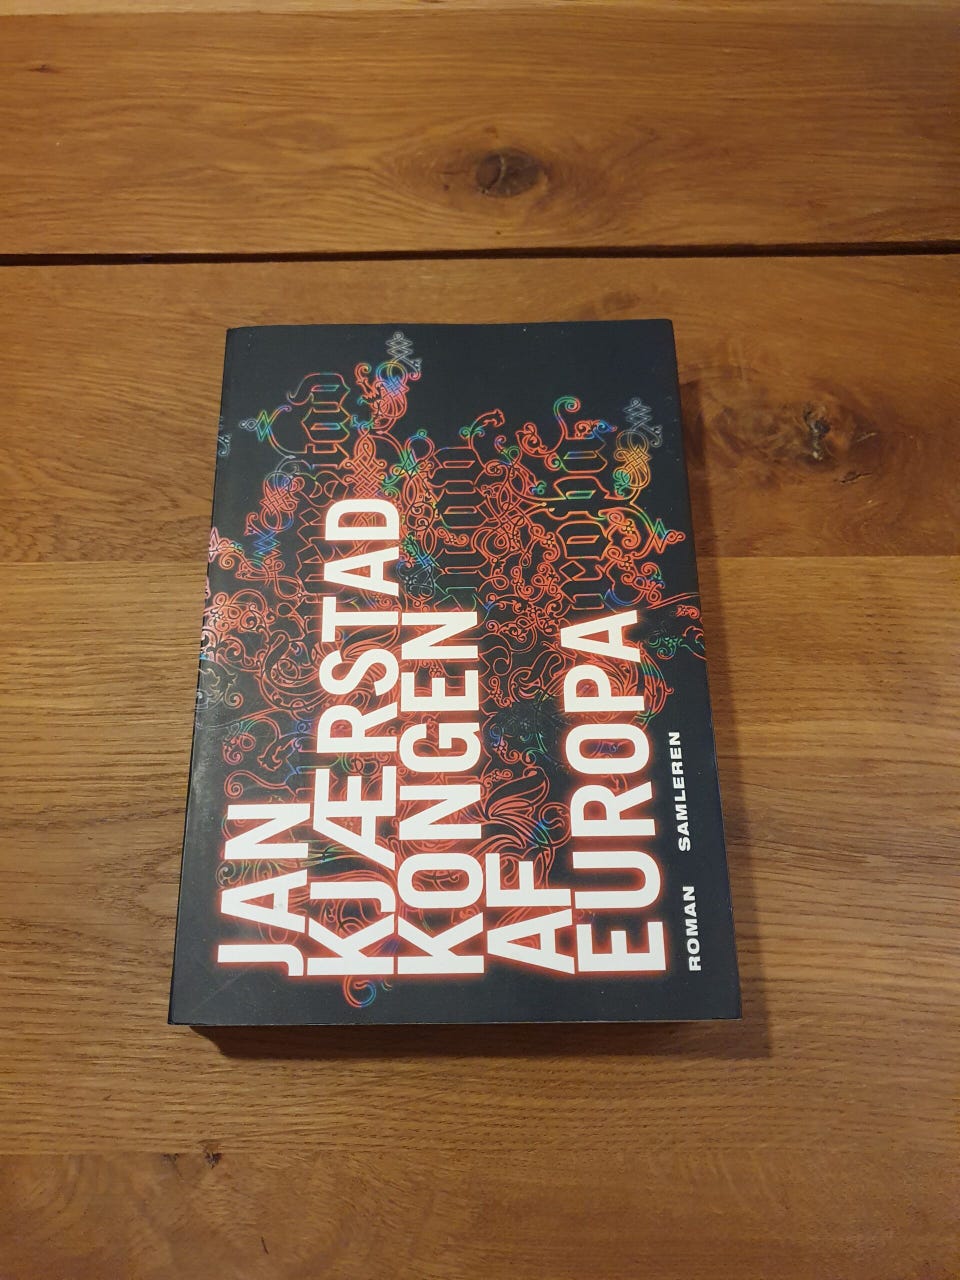 JAN
KJÆRSTAD
KONGEN
AF
EUROPA
ROMAN SAMLEREN